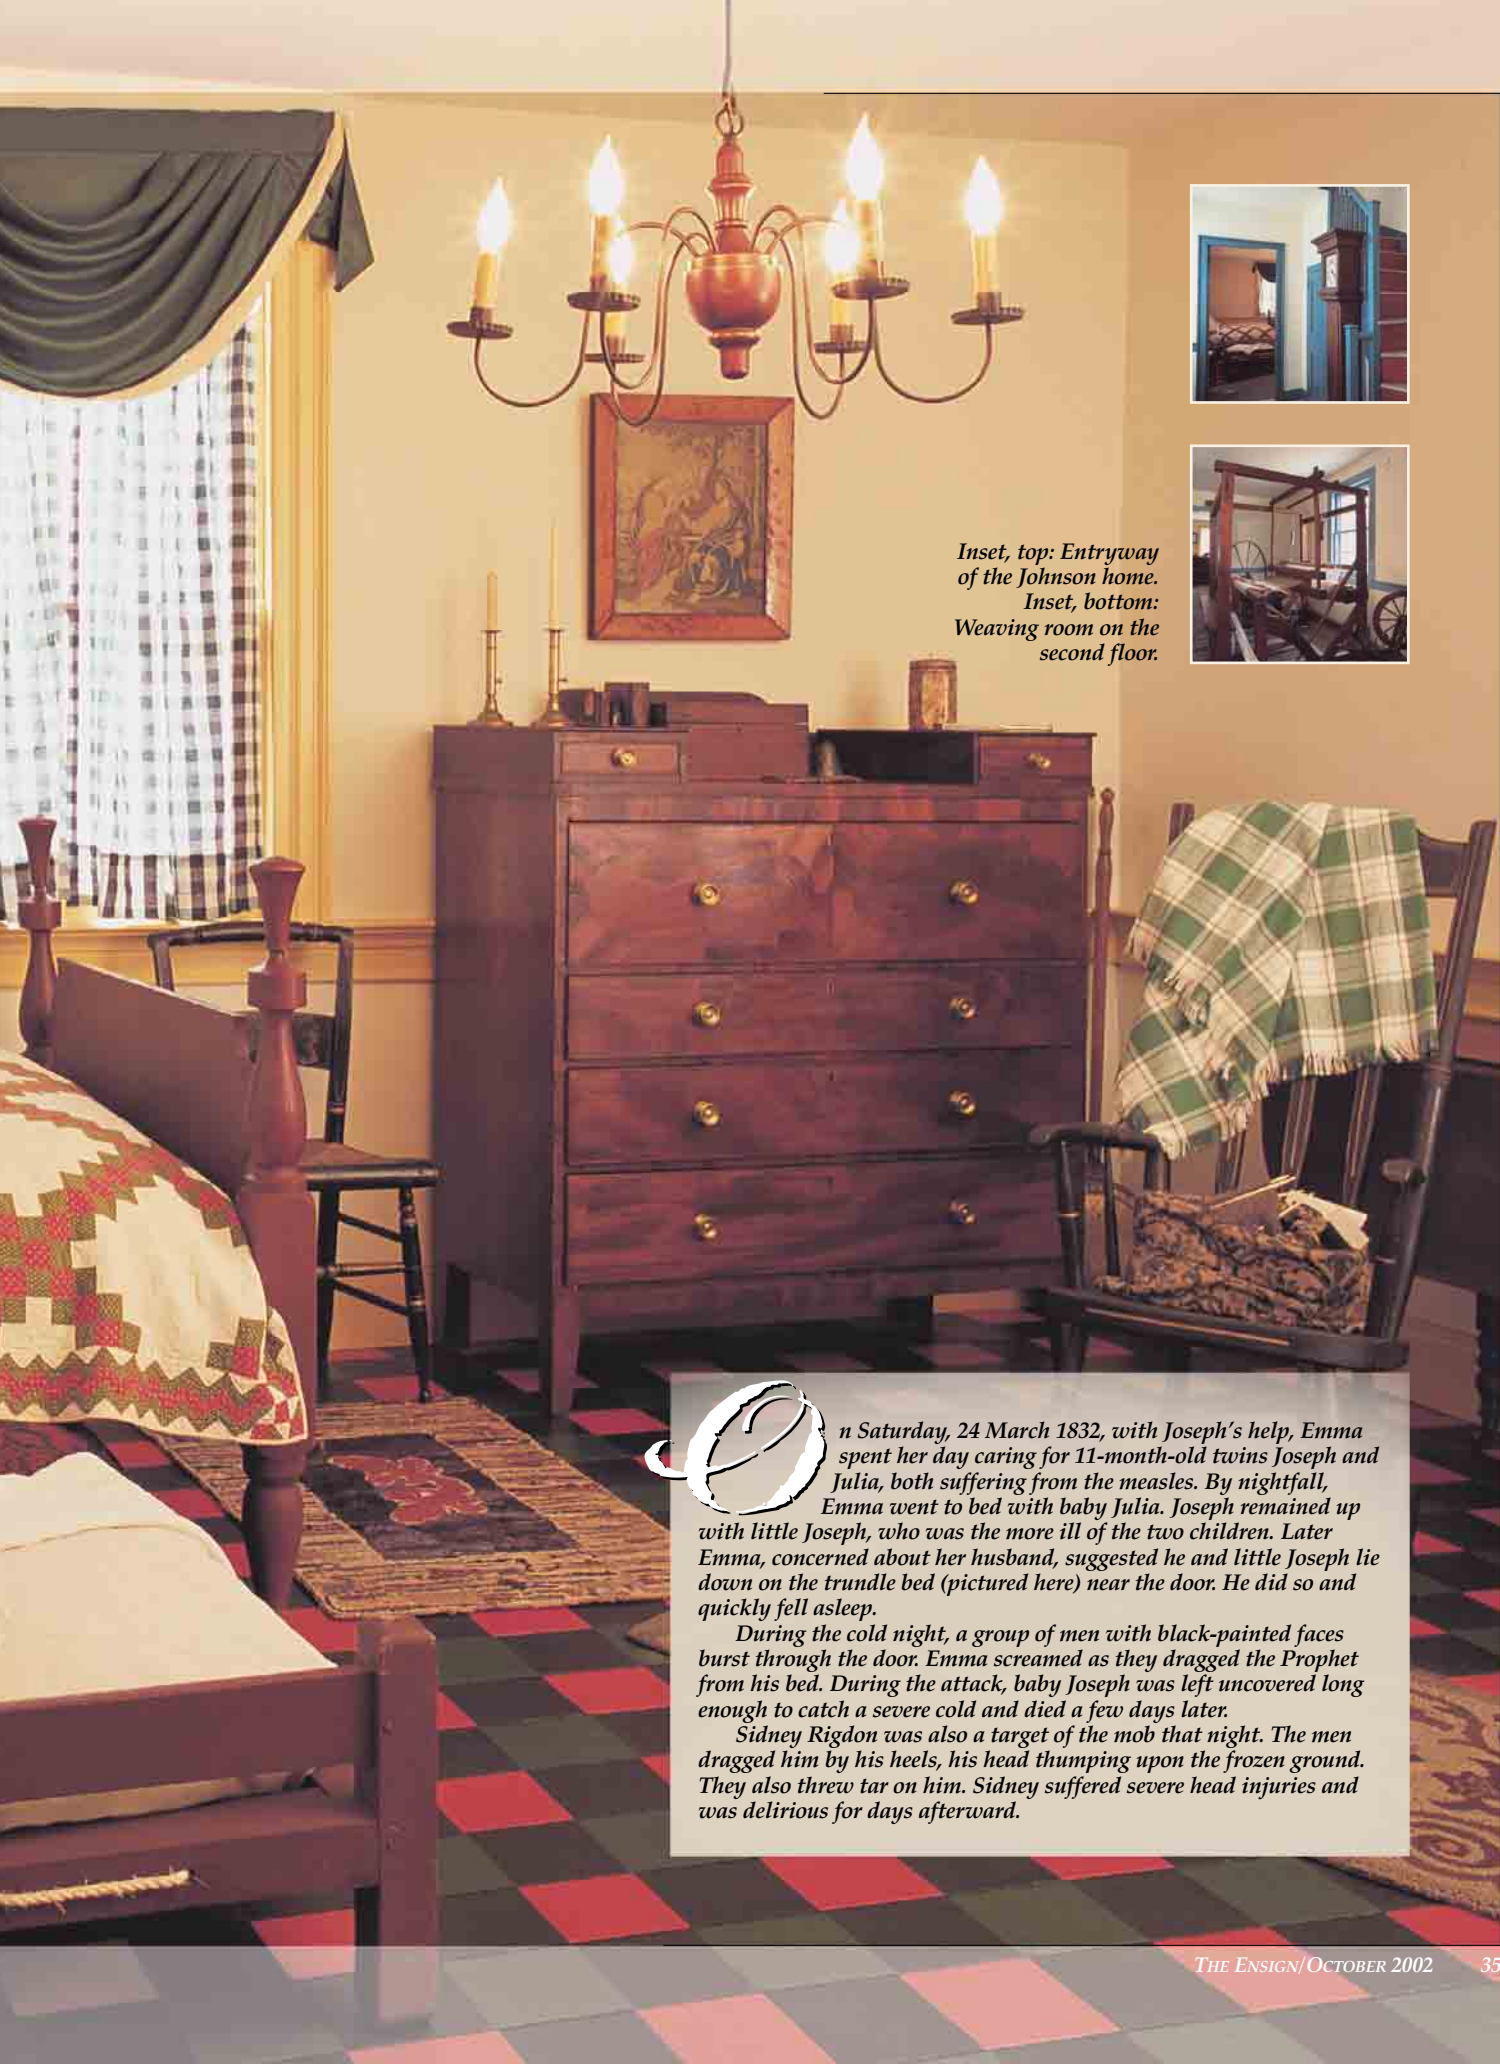 Inset, top: Entryway
of the Johnson home.
Inset, bottom:
Weaving room on the
second floor.
On Saturday, 24 March 1832, with Joseph’s help, Emma
spent her day caring for 11-month-old twins Joseph and
Julia, both suffering from the measles. By nightfall,
Emma went to bed with baby Julia. Joseph remained up
with little Joseph, who was the more ill of the two children. Later
Emma, concerned about her husband, suggested he and little Joseph lie
down on the trundle bed (pictured here) near the door. He did so and
quickly fell asleep.
During the cold night, a group of men with black-painted faces
burst through the door. Emma screamed as they dragged the Prophet
from his bed. During the attack, baby Joseph was left uncovered long
enough to catch a severe cold and died a few days later.
Sidney Rigdon was also a target of the mob that night. The men
dragged him by his heels, his head thumping upon the frozen ground.
They also threw tar on him. Sidney suffered severe head injuries and
was delirious for days afterward.
THE ENSIGN/OCTOBER 2002 35